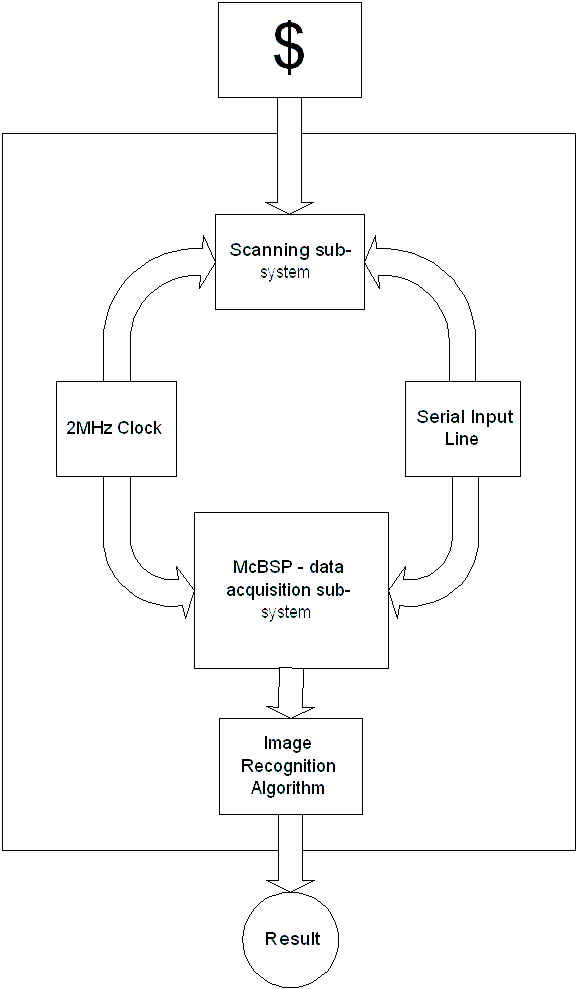 $
Scanning sub-
system
2MHz Clock
Serial Input
Line
McBSP - data
acquisition sub-
system
Image
Recognition
Algorithm
Result